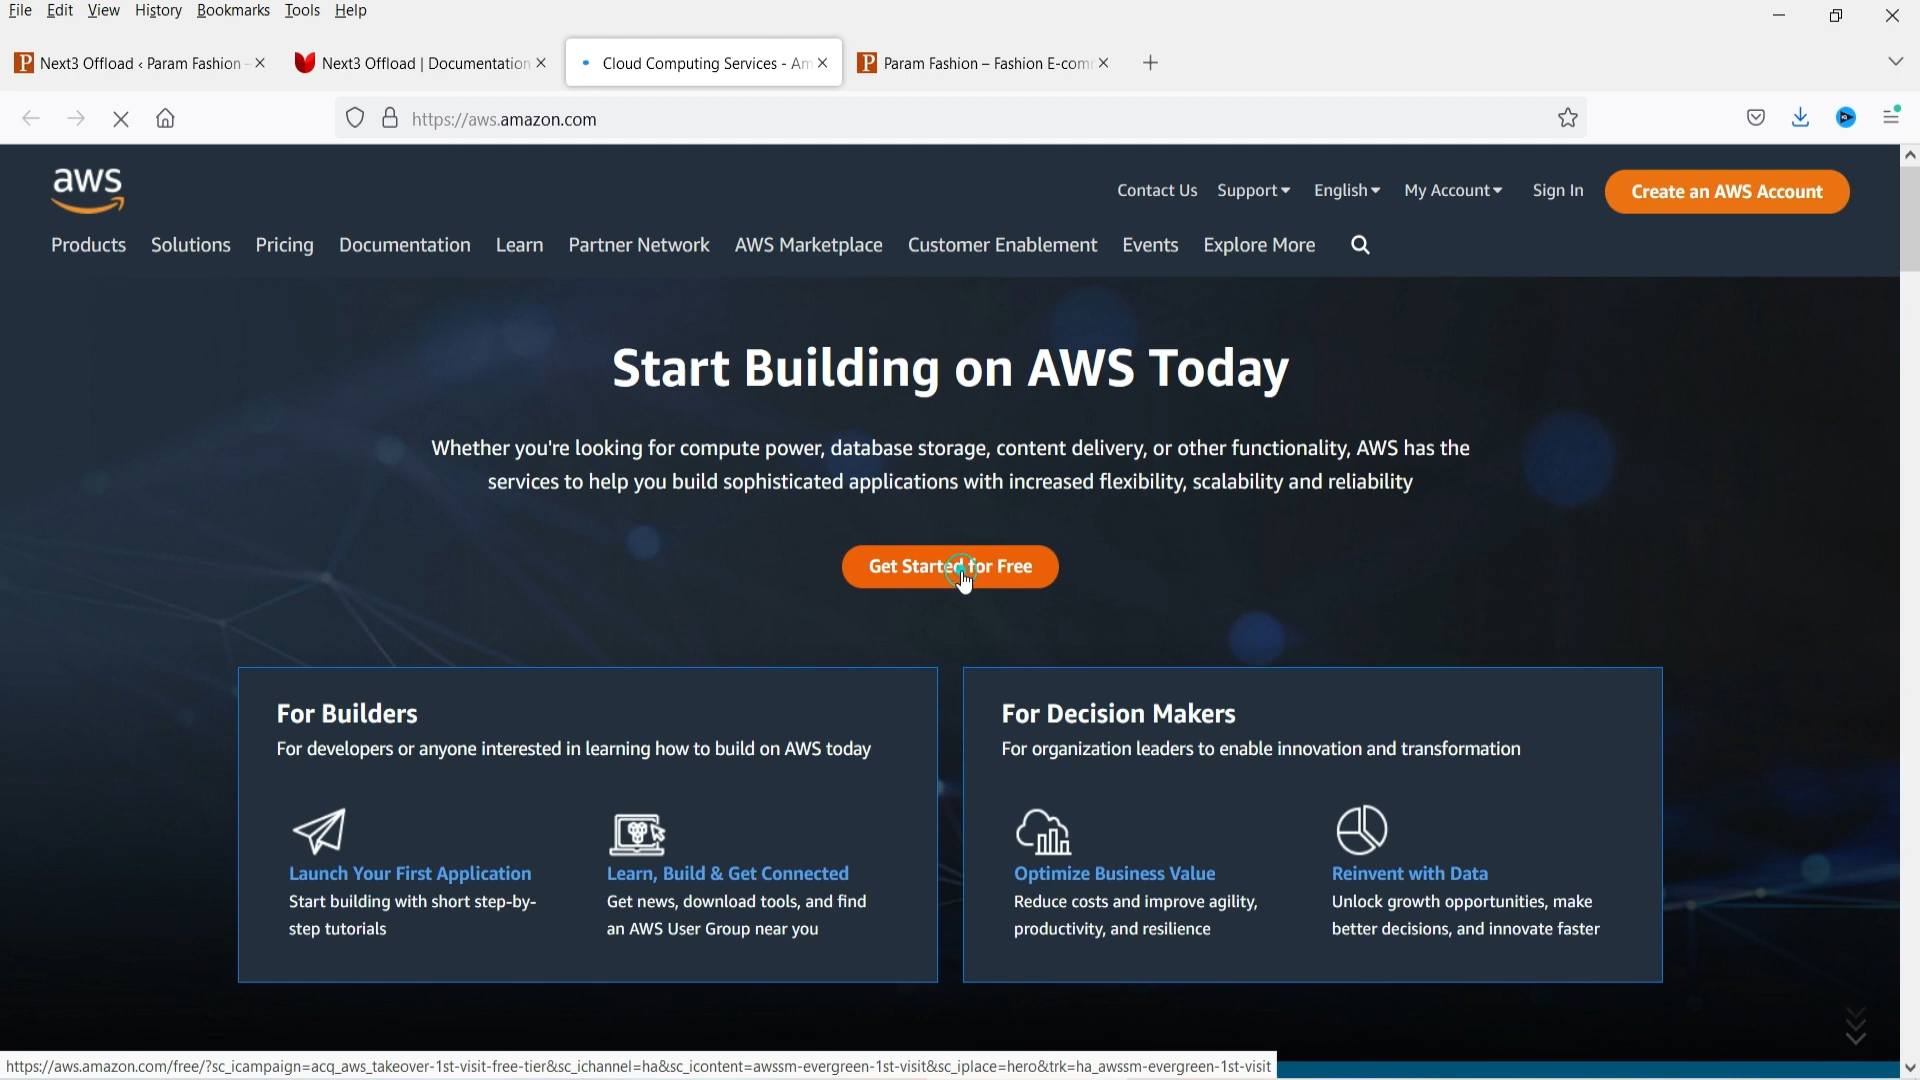 File Edit View History Bookmarks Tools Help
Next3 Offload ‹ Param Fashion –
Next3 Offload | Documentation
Cloud Computing Services - Am
Param Fashion – Fashion E-com
https://aws.amazon.com
aws
Contact Us Support English My Account Sign In Create an AWS Account
Products Solutions Pricing Documentation Learn Partner Network AWS Marketplace Customer Enablement Events Explore More
Start Building on AWS Today
Whether you're looking for compute power, database storage, content delivery, or other functionality, AWS has the
services to help you build sophisticated applications with increased flexibility, scalability and reliability
Get Started for Free
For Builders
For developers or anyone interested in learning how to build on AWS today
Launch Your First Application
Start building with short step-by-
step tutorials
Learn, Build & Get Connected
Get news, download tools, and find
an AWS User Group near you
For Decision Makers
For organization leaders to enable innovation and transformation
Optimize Business Value
Reduce costs and improve agility,
productivity, and resilience
Reinvent with Data
Unlock growth opportunities, make
better decisions, and innovate faster
https://aws.amazon.com/free/?sc_icampaign=acq_aws_takeover-1st-visit-free-tier&sc_ichannel=ha&sc_icontent=awssm-evergreen-1st-visit&sc_iplace=hero&trk=ha_awssm-evergreen-1st-visit